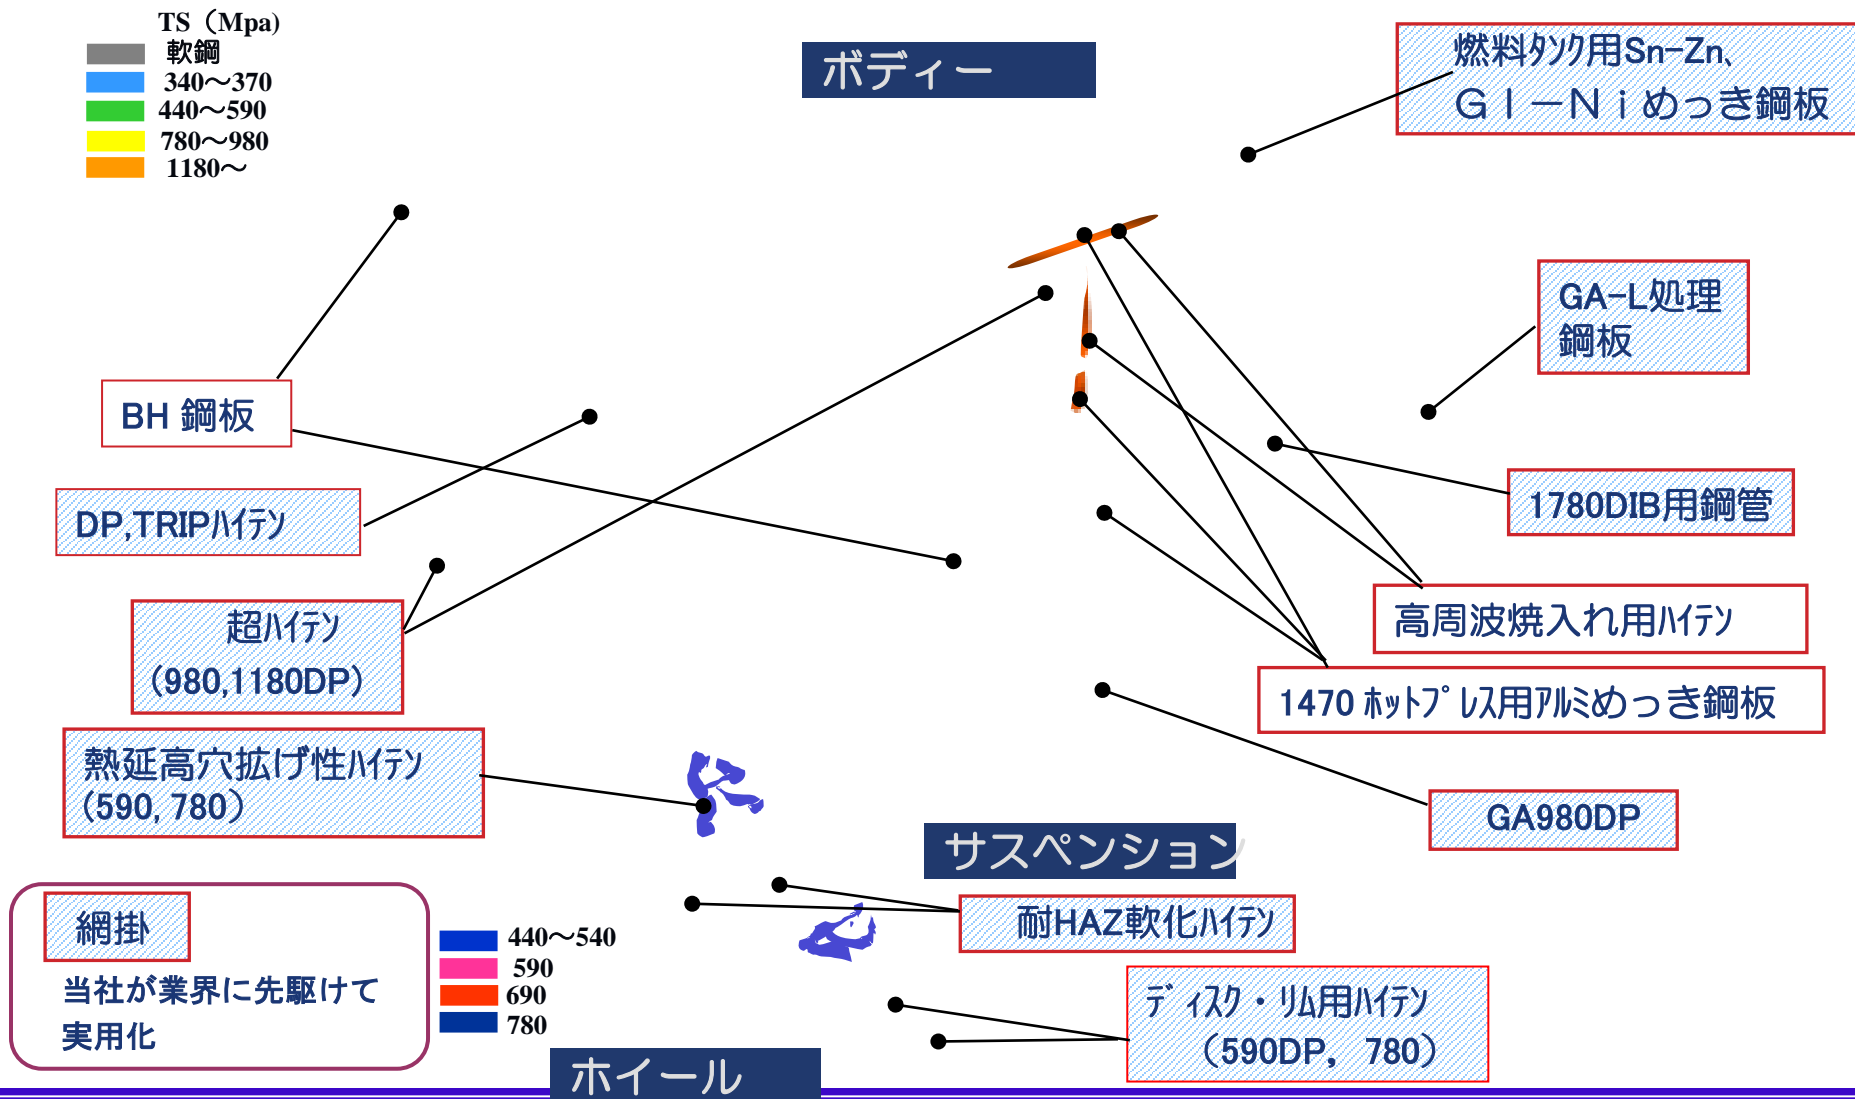 TS（Mpa)
軟鋼
340～370
440～590
780～980
1180～
ボディー
燃料ﾀﾝｸ用Sn-Zn、
ＧＩ－Ｎｉめっき鋼板
GA-L処理
鋼板
BH 鋼板
DP,TRIPﾊｲﾃﾝ
1780DIB用鋼管
超ﾊｲﾃﾝ
(980,1180DP)
高周波焼入れ用ﾊｲﾃﾝ
1470 ﾎｯﾄﾌﾟﾚｽ用ｱﾙﾐめっき鋼板
熱延高穴拡げ性ﾊｲﾃﾝ
(590, 780）
GA980DP
サスペンション
耐HAZ軟化ﾊｲﾃﾝ
網掛
当社が業界に先駆けて
実用化
440～540
590
690
780
ﾃﾞｨｽｸ・ﾘﾑ用ﾊｲﾃﾝ
（590DP， 780）
ホイール